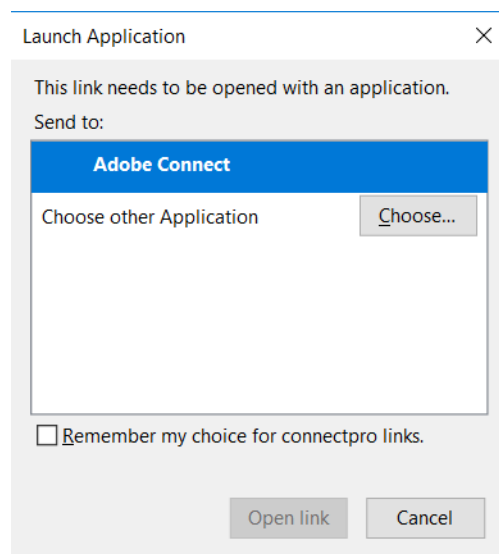 Launch Application
This link needs to be opened with an application.
Send to:
Adobe Connect
Choose other Application
Choose...
Remember my choice for connectpro links.
Open link
Cancel